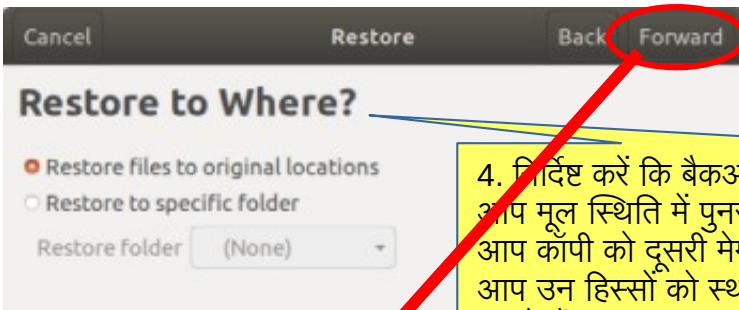 Cancel Restore Back Forward
Restore to Where?
Restore files to original locations
Restore to specific folder
Restore folder (None)
4. निर्दिष्ट करें कि
आप मूल स्थिति में
आप कॉपी को दूसरी
आप उन हिस्सों को